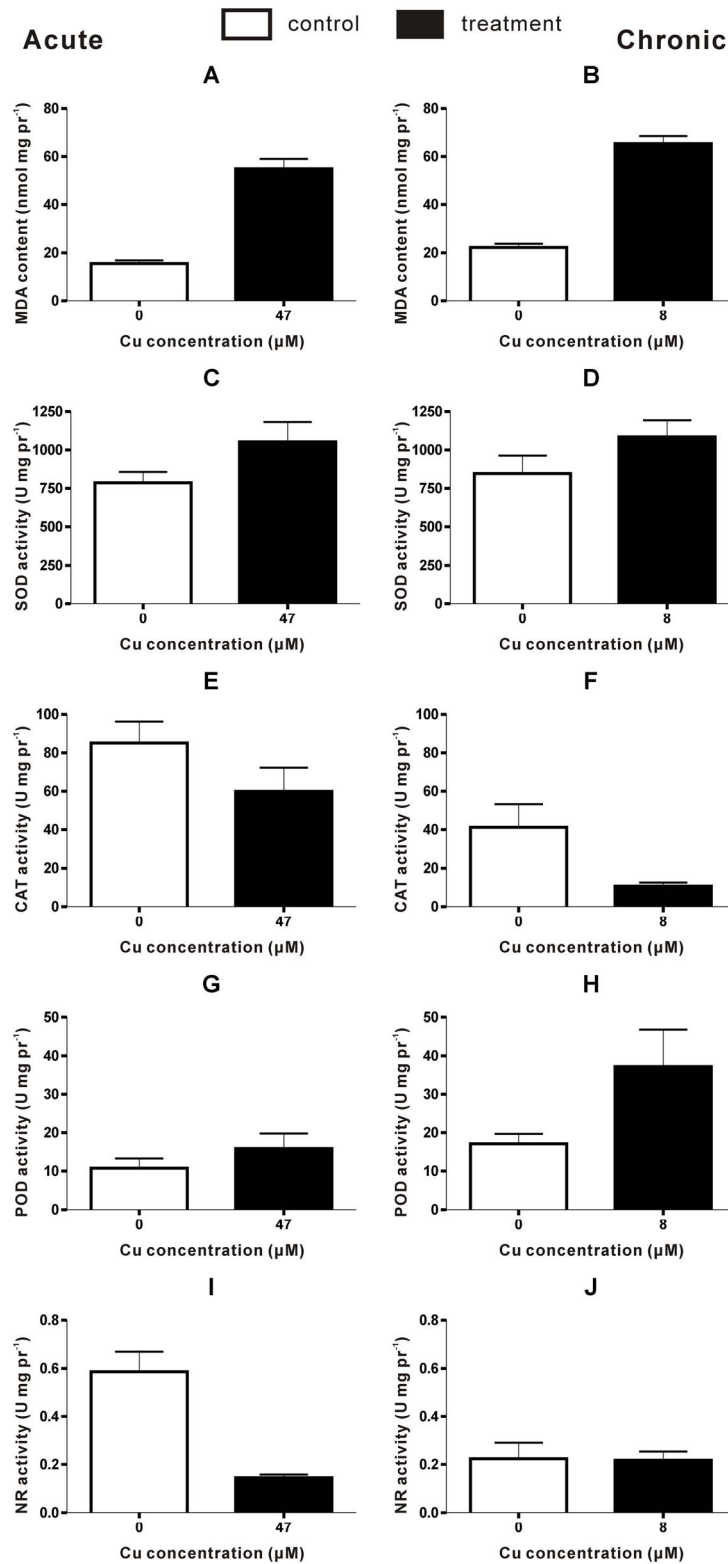 control treatment
Acute Chronic
A
80
60
40
20
0
MDA content (nmol mg pr⁻¹)
0 47
Cu concentration (µM)
B
80
60
40
20
0
MDA content (nmol mg pr⁻¹)
0 8
Cu concentration (µM)
C
1250
1000
750
500
250
0
SOD activity (U mg pr⁻¹)
0 47
Cu concentration (µM)
D
1250
1000
750
500
250
0
SOD activity (U mg pr⁻¹)
0 8
Cu concentration (µM)
E
100
80
60
40
20
0
CAT activity (U mg pr⁻¹)
0 47
Cu concentration (µM)
F
100
80
60
40
20
0
CAT activity (U mg pr⁻¹)
0 8
Cu concentration (µM)
G
50
40
30
20
10
0
POD activity (U mg pr⁻¹)
0 47
Cu concentration (µM)
H
50
40
30
20
10
0
POD activity (U mg pr⁻¹)
0 8
Cu concentration (µM)
I
0.8
0.6
0.4
0.2
0.0
NR activity (U mg pr⁻¹)
0 47
Cu concentration (µM)
J
0.8
0.6
0.4
0.2
0.0
NR activity (U mg pr⁻¹)
0 8
Cu concentration (µM)